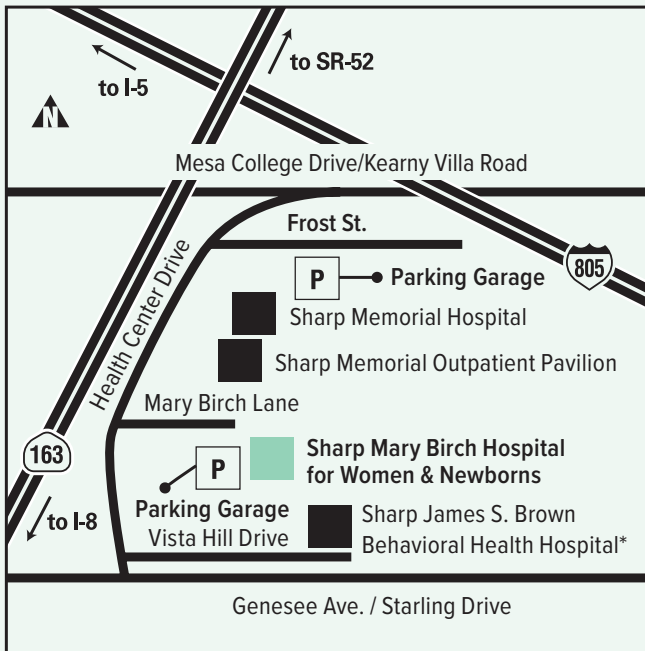 to SR-52
to I-5
N
Mesa College Drive/Kearny Villa Road
Frost St.
805
P
Parking Garage
Health Center Drive
Sharp Memorial Hospital
Sharp Memorial Outpatient Pavilion
Mary Birch Lane
163
P
Sharp Mary Birch Hospital
for Women & Newborns
Parking Garage
to I-8
Vista Hill Drive
Sharp James S. Brown
Behavioral Health Hospital*
Genesee Ave. / Starling Drive